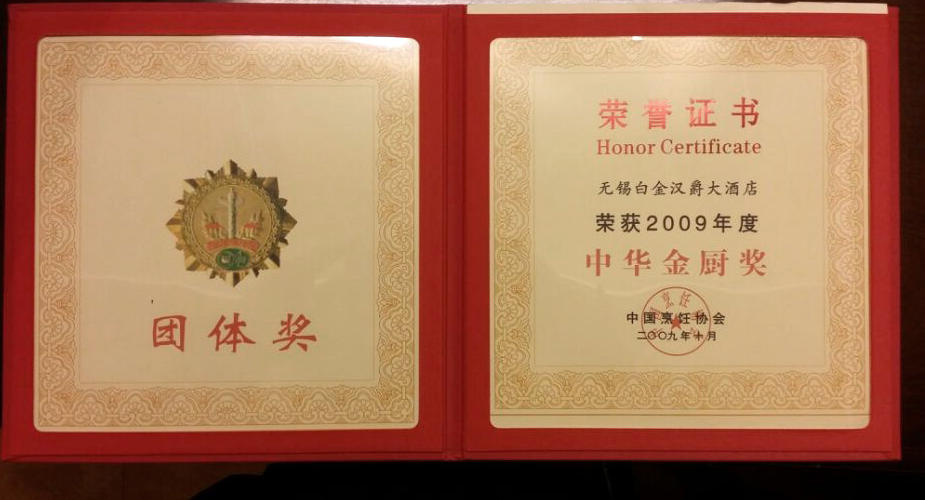 团体奖
荣誉证书
Honor Certificate
无锡白金汉爵大酒店
荣获2009年度
中华金厨奖
中国烹饪协会
二〇〇九年十月